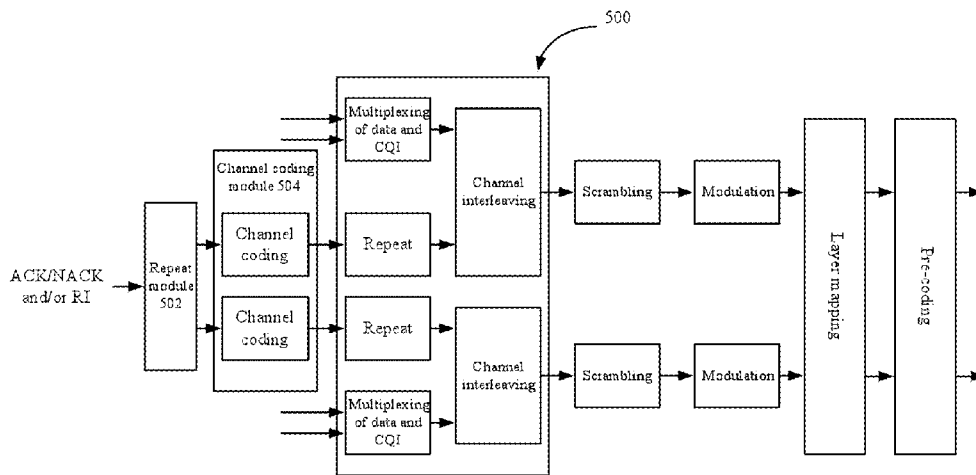 500
Multiplexing
of data and
CQI
Channel coding
module 504
Channel
interleaving
Scrambling
Modulation
Channel
coding
Repeat
ACK/NACK
and/or RI
Repeat
module
502
Layer mapping
Pre-coding
Channel
coding
Repeat
Channel
interleaving
Scrambling
Modulation
Multiplexing
of data and
CQI